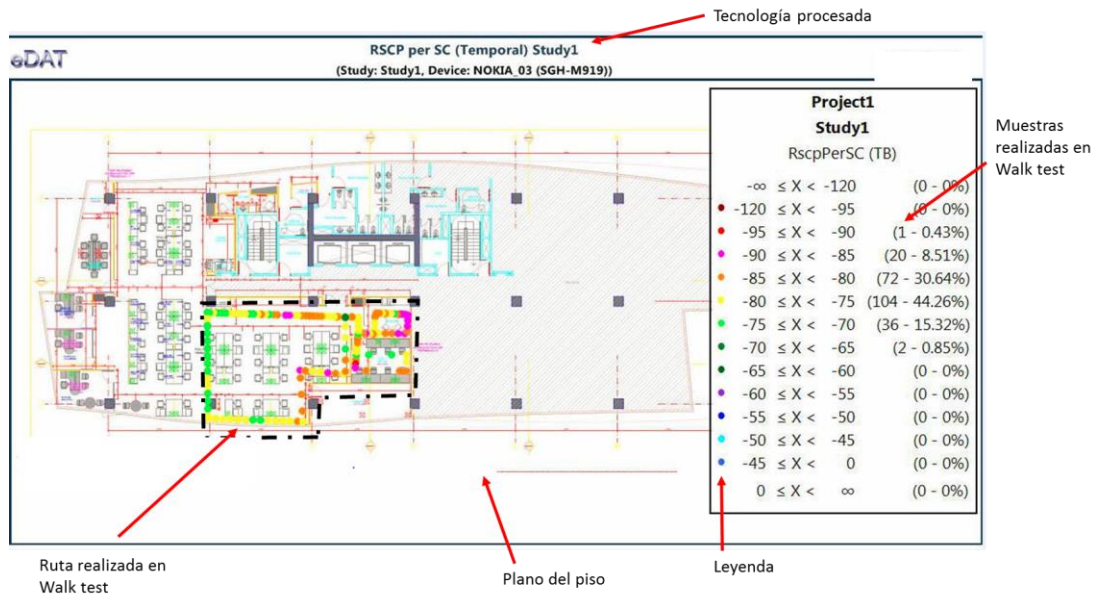 Tecnología procesada
eDAT
RSCP per SC (Temporal) Study1
(Study: Study1, Device: NOKIA_03 (SGH-M919))
Project1
Study1
RscpPerSC (TB)
-∞ ≤ X < -120 (0 - 0%)
-120 ≤ X < -95 (0 - 0%)
-95 ≤ X < -90 (1 - 0.43%)
-90 ≤ X < -85 (20 - 8.51%)
-85 ≤ X < -80 (72 - 30.64%)
-80 ≤ X < -75 (104 - 44.26%)
-75 ≤ X < -70 (36 - 15.32%)
-70 ≤ X < -65 (2 - 0.85%)
-65 ≤ X < -60 (0 - 0%)
-60 ≤ X < -55 (0 - 0%)
-55 ≤ X < -50 (0 - 0%)
-50 ≤ X < -45 (0 - 0%)
-45 ≤ X < 0 (0 - 0%)
0 ≤ X < ∞ (0 - 0%)
Muestras
realizadas en
Walk test
Ruta realizada en
Walk test
Plano del piso
Leyenda